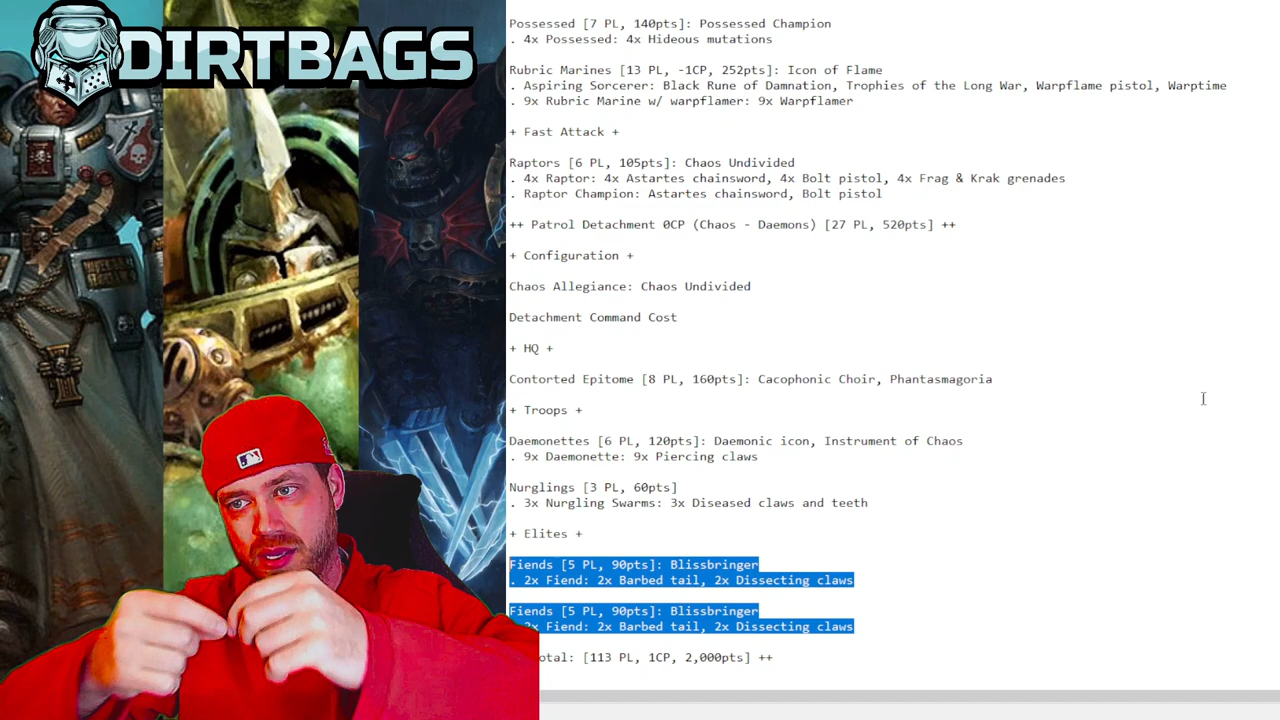 DIRTBAGS
Possessed [7 PL, 140pts]: Possessed Champion
. 4x Possessed: 4x Hideous mutations
Rubric Marines [13 PL, -1CP, 252pts]: Icon of Flame
. Aspiring Sorcerer: Black Rune of Damnation, Trophies of the Long War, Warpflame pistol, Warptime
. 9x Rubric Marine w/ warpflamer: 9x Warpflamer
+ Fast Attack +
Raptors [6 PL, 105pts]: Chaos Undivided
. 4x Raptor: 4x Astartes chainsword, 4x Bolt pistol, 4x Frag & Krak grenades
. Raptor Champion: Astartes chainsword, Bolt pistol
++ Patrol Detachment 0CP (Chaos - Daemons) [27 PL, 520pts] ++
+ Configuration +
Chaos Allegiance: Chaos Undivided
Detachment Command Cost
+ HQ +
Contorted Epitome [8 PL, 160pts]: Cacophonic Choir, Phantasmagoria
+ Troops +
Daemonettes [6 PL, 120pts]: Daemonic icon, Instrument of Chaos
. 9x Daemonette: 9x Piercing claws
Nurglings [3 PL, 60pts]
. 3x Nurgling Swarms: 3x Diseased claws and teeth
+ Elites +
Fiends [5 PL, 90pts]: Blissbringer
. 2x Fiend: 2x Barbed tail, 2x Dissecting claws
Fiends [5 PL, 90pts]: Blissbringer
2x Fiend: 2x Barbed tail, 2x Dissecting claws
otal: [113 PL, 1CP, 2,000pts] ++